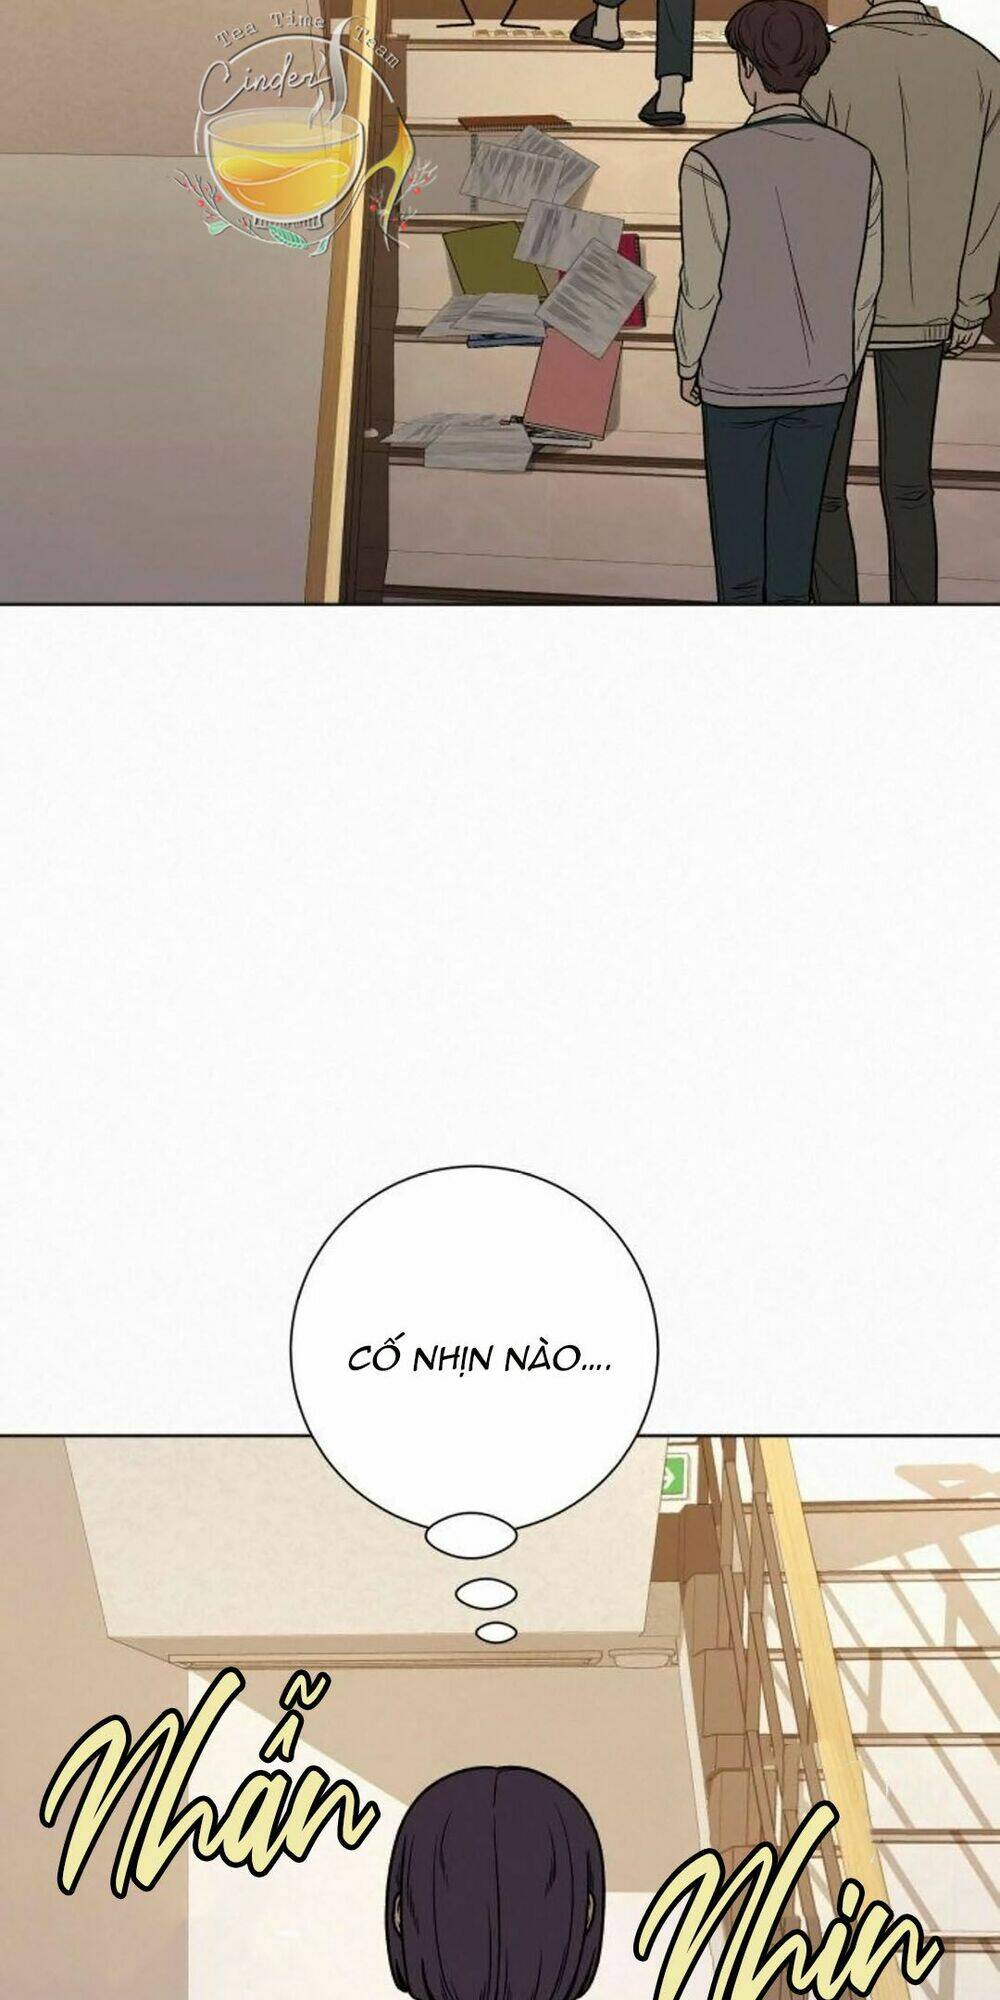 Tea Time Team
Cinder
CỐ NHỊN NÀO....
Nhẫn
Nhịn